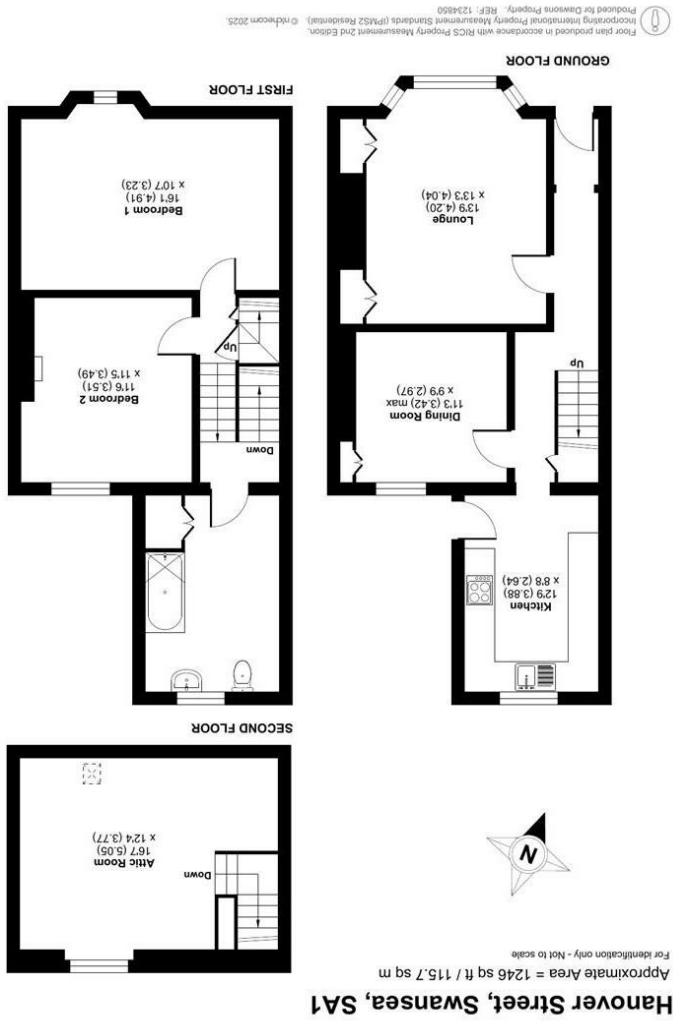 Hanover Street, Swansea, SA1
Approximate Area = 1246 sq ft / 115.7 sq m
For identification only - Not to scale
N
Kitchen
12'9 (3.88)
x 8'8 (2.64)
Dining Room
11'3 (3.42) max
x 9'9 (2.97)
Up
Lounge
13'9 (4.20)
x 13'3 (4.04)
GROUND FLOOR
Attic Room
16'7 (5.05)
x 12'4 (3.77)
Down
SECOND FLOOR
Down
Bedroom 2
11'6 (3.51)
x 11'5 (3.49)
Up
Bedroom 1
16'1 (4.91)
x 10'7 (3.23)
FIRST FLOOR
Floor plan produced in accordance with RICS Property Measurement 2nd Edition.
Incorporating International Property Measurement Standards (IPMS2 Residential). © nichecom 2025.
Produced for Dawsons Property. REF: 1234850